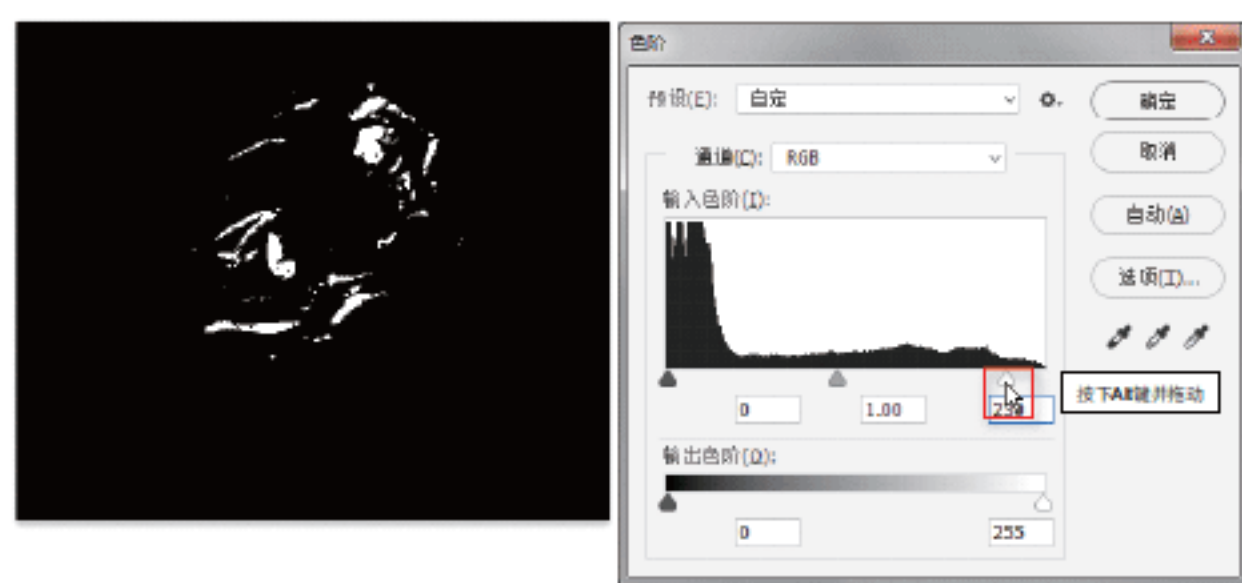 色阶
预设(E): 自定
确定
通道(C): RGB
取消
输入色阶(I):
自动(A)
选项(T)...
按下Alt键并拖动
0 1.00
输出色阶(O):
0 255